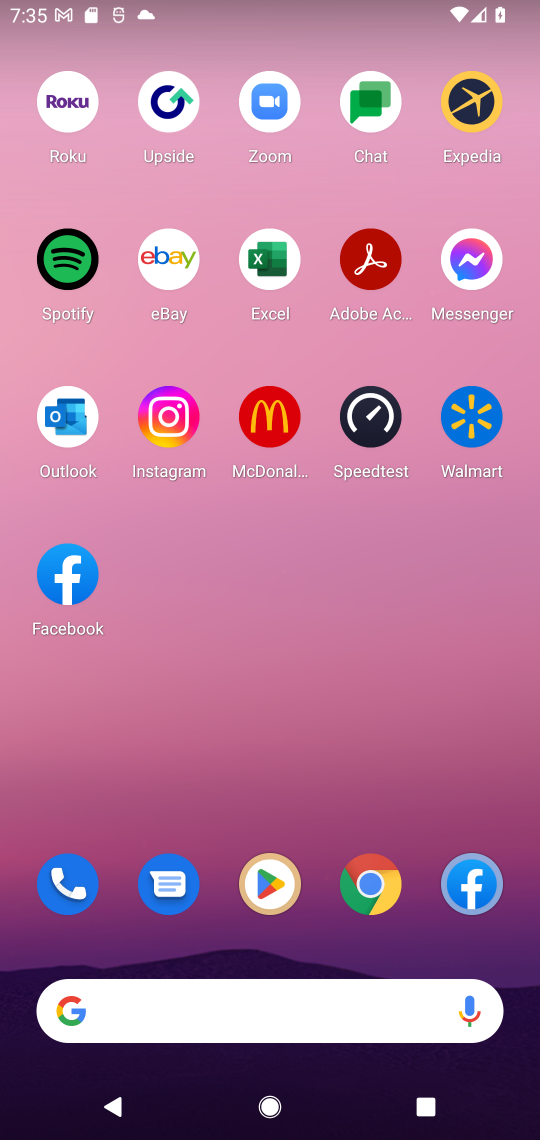 7:35
Roku
Roku Upside Zoom Chat Expedia
ebay
X
Spotify eBay Excel Adobe Ac... Messenger
O
Outlook Instagram McDonal... Speedtest Walmart
Facebook